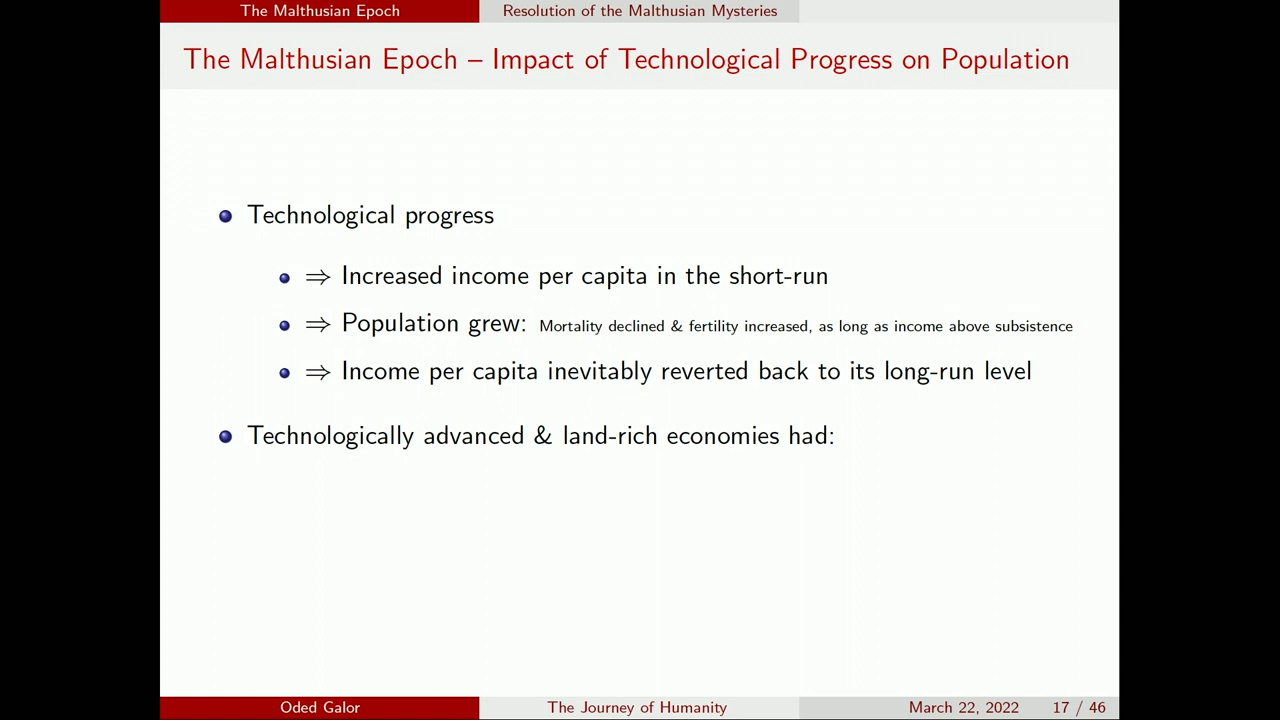 The Malthusian Epoch
Resolution of the Malthusian Mysteries
The Malthusian Epoch – Impact of Technological Progress on Population
Technological progress
⇒ Increased income per capita in the short-run
⇒ Population grew: Mortality declined & fertility increased, as long as income above subsistence
⇒ Income per capita inevitably reverted back to its long-run level
Technologically advanced & land-rich economies had:
Oded Galor
The Journey of Humanity
March 22, 2022 17 / 46